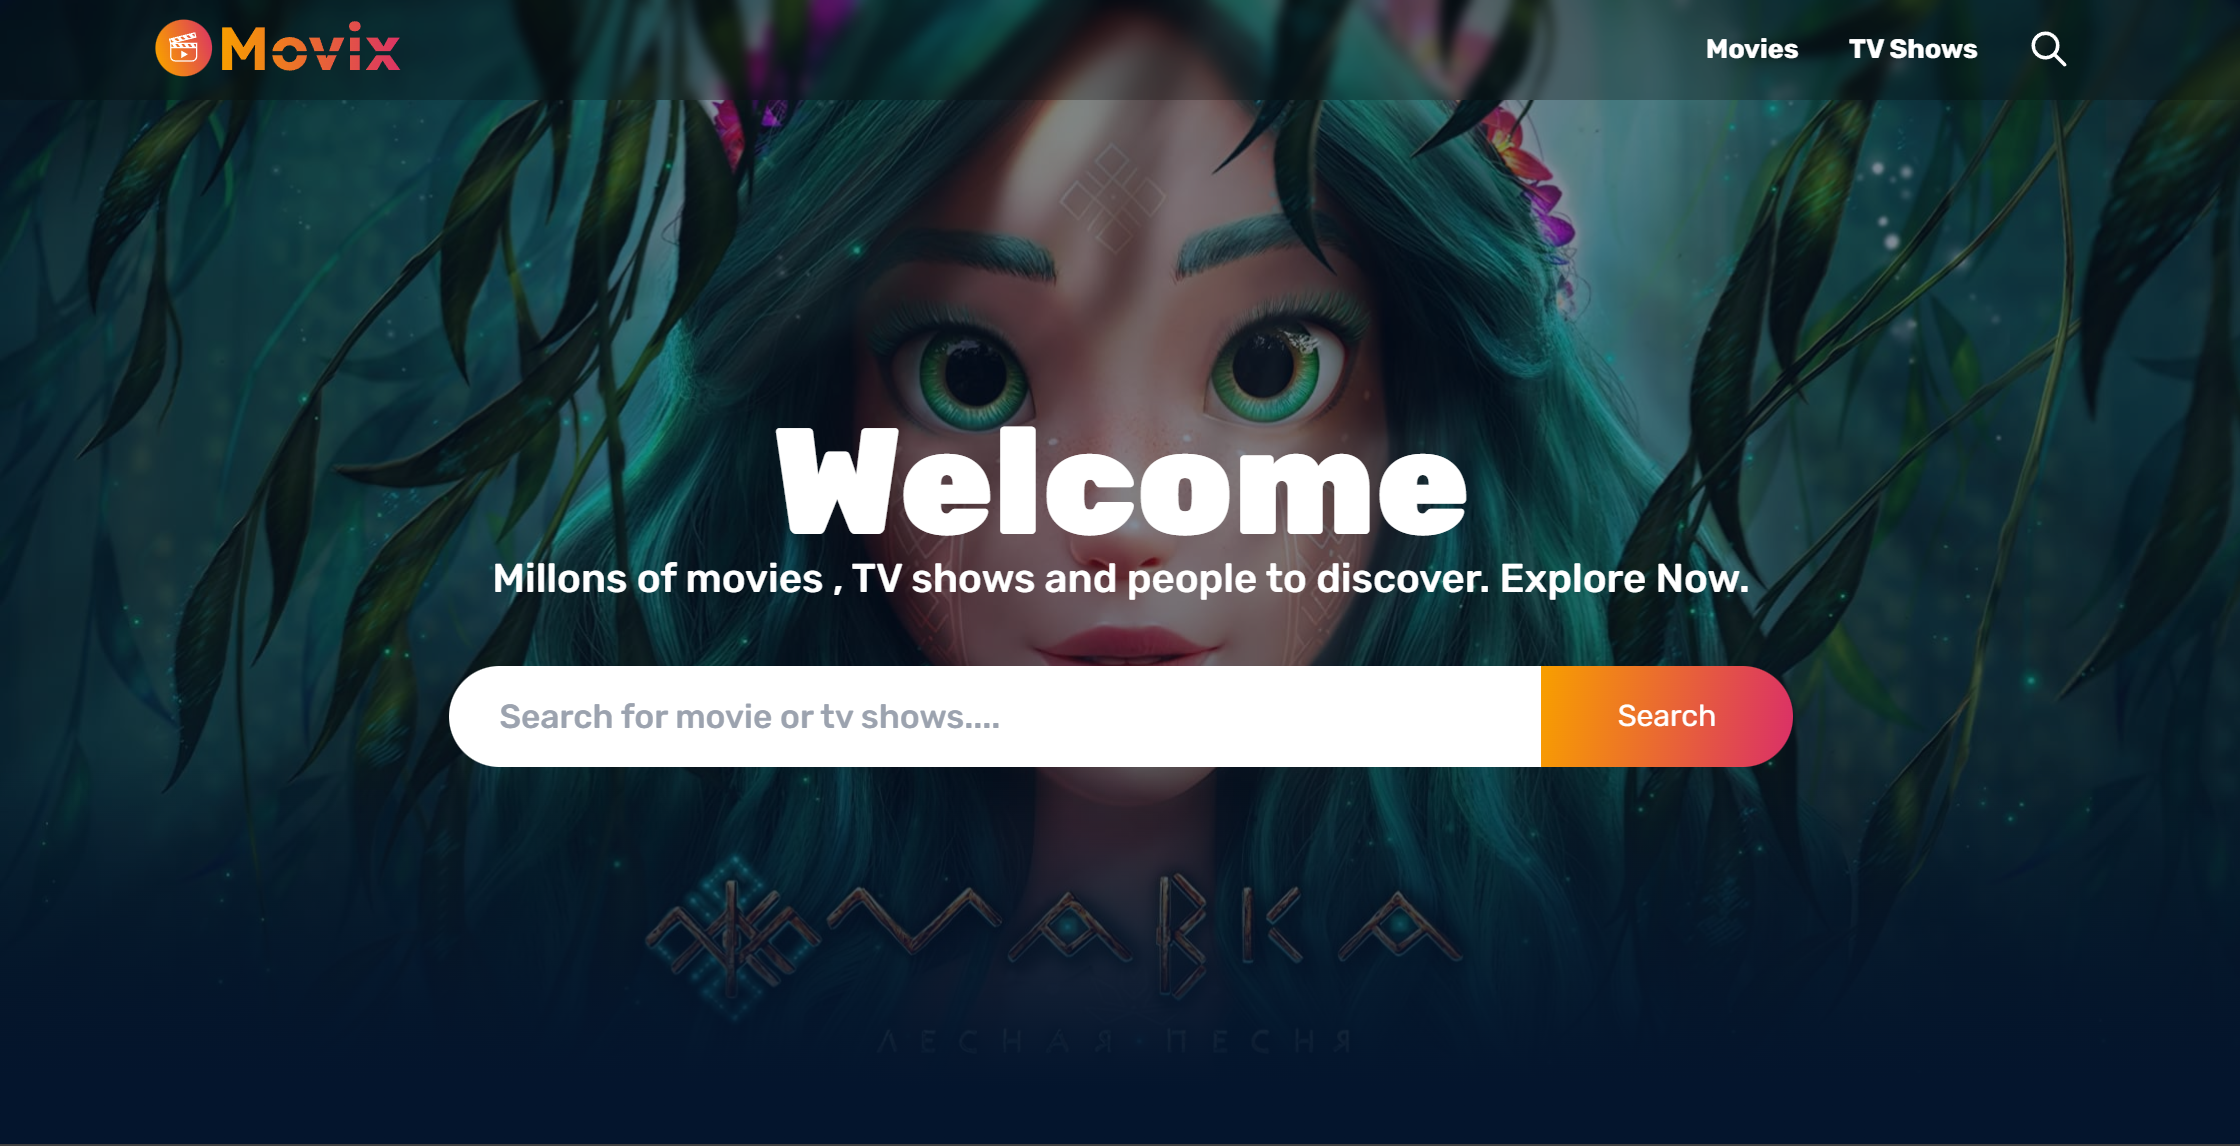 Movix
Movies TV Shows
Welcome
Millons of movies , TV shows and people to discover. Explore Now.
Search for movie or tv shows.... Search
МАВКА
ЛЕСНАЯ·ПЕСНЯ